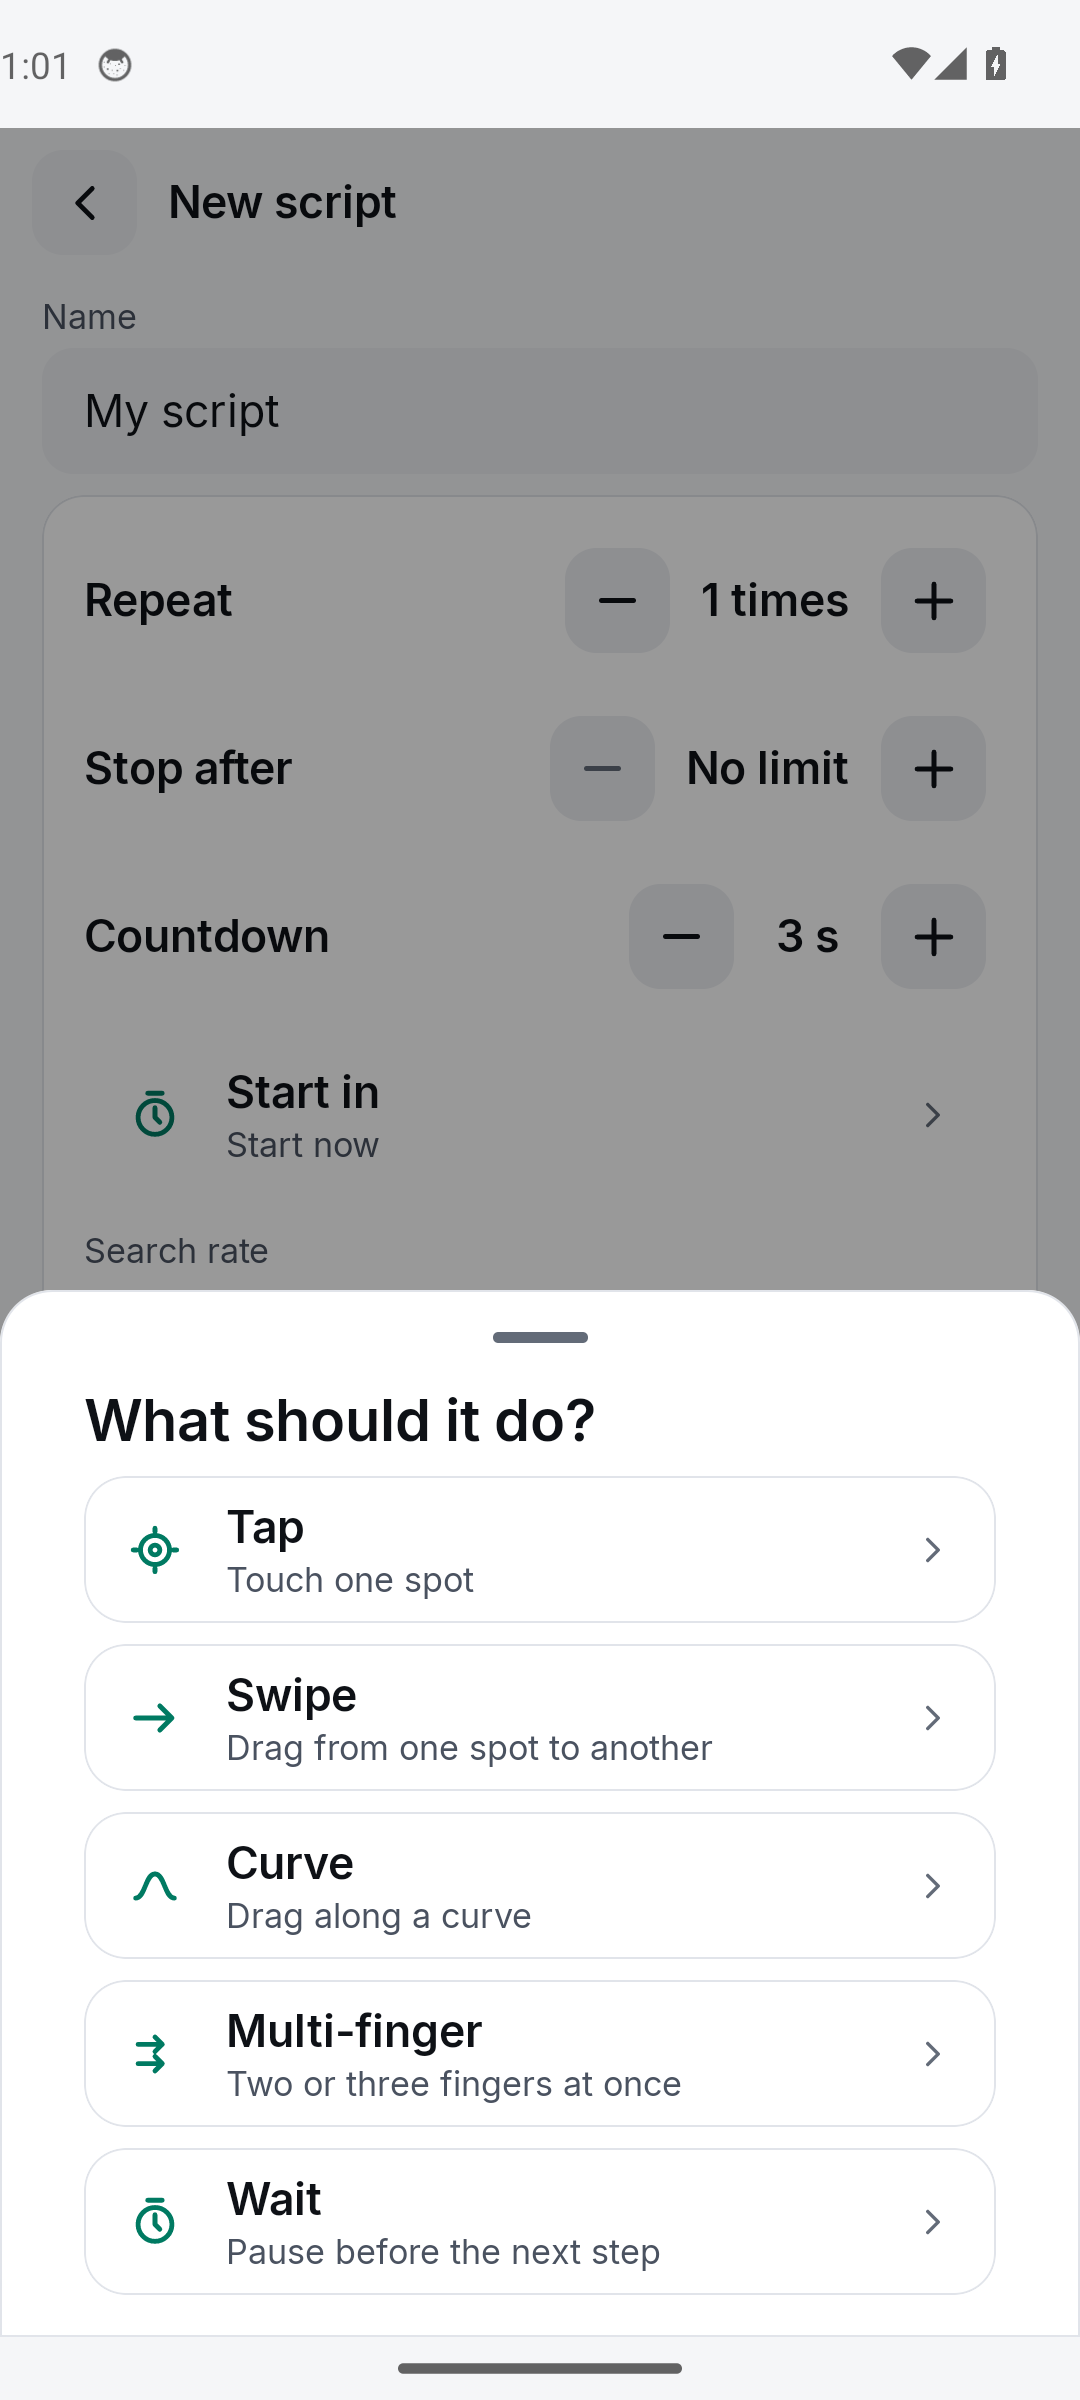 1:01
New script
Name
My script
Repeat
1 times
Stop after
No limit
Countdown
3 s
Start in
Start now
Search rate
What should it do?
Tap
Touch one spot
Swipe
Drag from one spot to another
Curve
Drag along a curve
Multi-finger
Two or three fingers at once
Wait
Pause before the next step